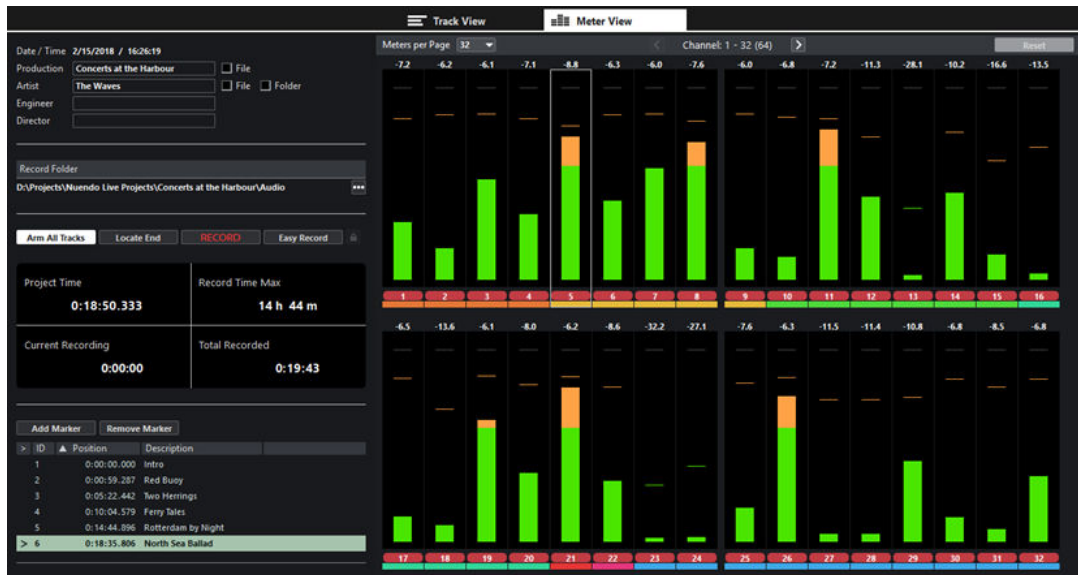 Track View
Meter View
Date / Time 2/15/2018 / 16:26:19
Production Concerts at the Harbour File
Artist The Waves File Folder
Engineer
Director
Record Folder
D:\Projects\Nuendo Live Projects\Concerts at the Harbour\Audio •••
Arm All Tracks Locate End RECORD Easy Record
Project Time Record Time Max
0:18:50.333 14 h 44 m
Current Recording Total Recorded
0:00:00 0:19:43
Add Marker Remove Marker
> ID ▲ Position Description
1 0:00:00.000 Intro
2 0:00:59.287 Red Buoy
3 0:05:22.442 Two Herrings
4 0:10:04.579 Ferry Tales
5 0:14:44.896 Rotterdam by Night
> 6 0:18:35.806 North Sea Ballad
Meters per Page 32 < Channel: 1 - 32 (64) > Reset
-7.2 -6.2 -6.1 -7.1 -8.8 -6.3 -6.0 -7.6 -6.0 -6.8 -7.2 -11.3 -28.1 -10.2 -16.6 -13.5
1 2 3 4 5 6 7 8 9 10 11 12 13 14 15 16
-6.5 -13.6 -6.1 -8.0 -6.2 -8.6 -32.2 -27.1 -7.6 -6.3 -11.5 -11.4 -10.8 -6.8 -8.5 -6.8
17 18 19 20 21 22 23 24 25 26 27 28 29 30 31 32